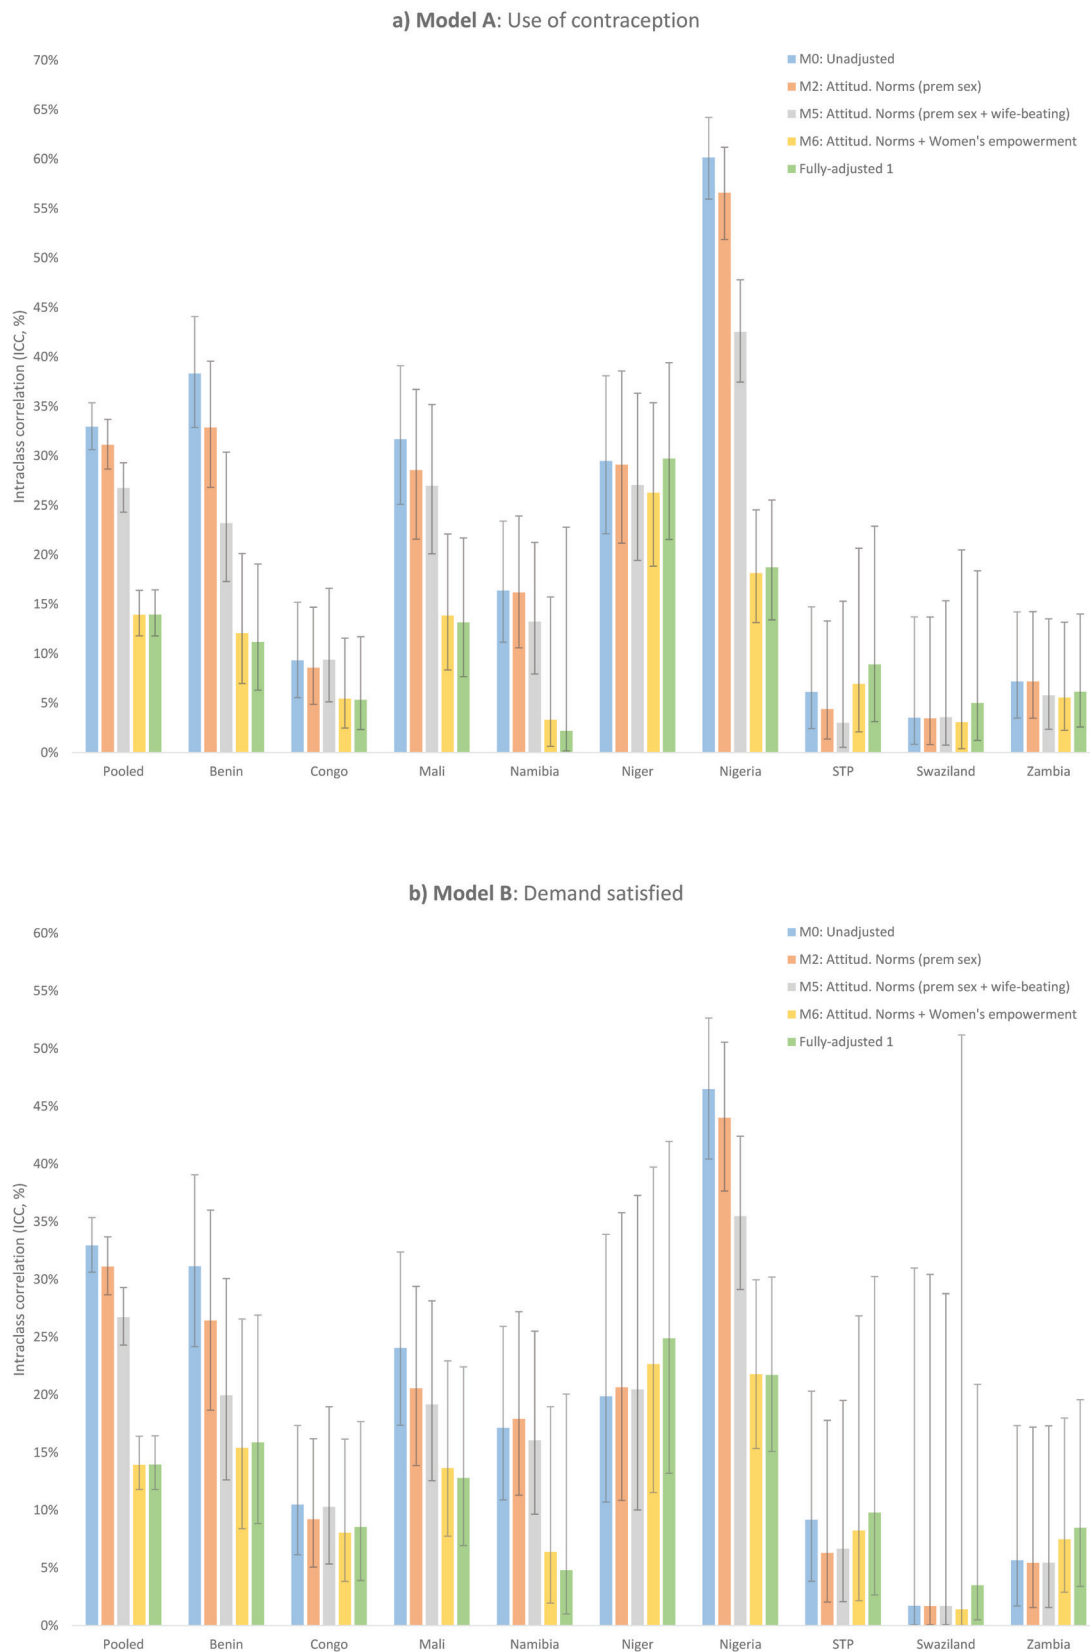 a) Model A: Use of contraception
70%
65%
60%
55%
50%
45%
40%
35%
30%
25%
20%
15%
10%
5%
0%
Intraclass correlation (ICC, %)
M0: Unadjusted
M2: Attitud. Norms (prem sex)
M5: Attitud. Norms (prem sex + wife-beating)
M6: Attitud. Norms + Women's empowerment
Fully-adjusted 1
Pooled Benin Congo Mali Namibia Niger Nigeria STP Swaziland Zambia
b) Model B: Demand satisfied
60%
55%
50%
45%
40%
35%
30%
25%
20%
15%
10%
5%
0%
Intraclass correlation (ICC, %)
M0: Unadjusted
M2: Attitud. Norms (prem sex)
M5: Attitud. Norms (prem sex + wife-beating)
M6: Attitud. Norms + Women's empowerment
Fully-adjusted 1
Pooled Benin Congo Mali Namibia Niger Nigeria STP Swaziland Zambia